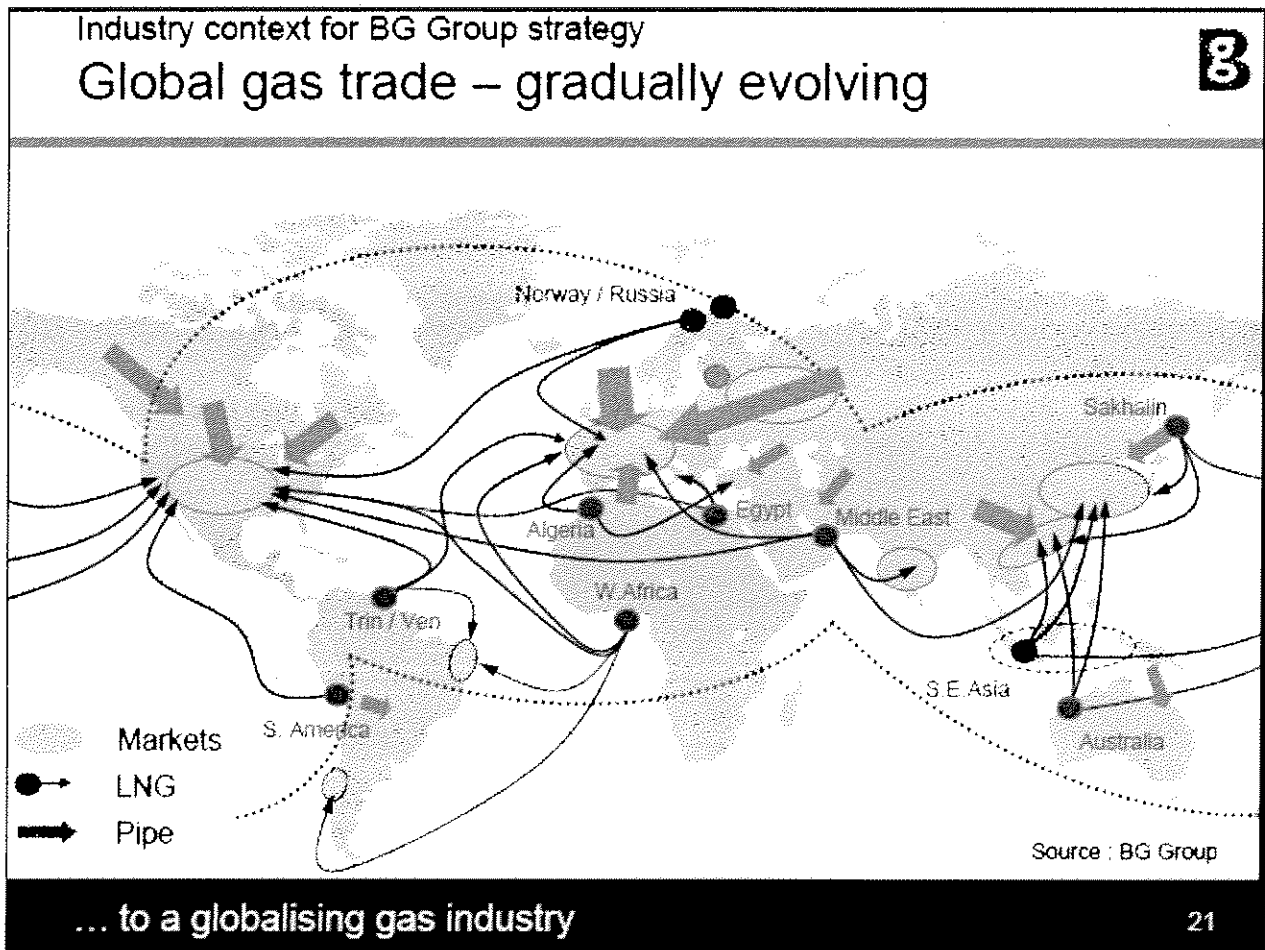 Industry context for BG Group strategy
Global gas trade – gradually evolving
BG
Norway / Russia
Sakhalin
Algeria
Egypt
Middle East
W.Africa
Trin / Ven
S.E.Asia
S. America
Australia
Markets
LNG
Pipe
Source : BG Group
... to a globalising gas industry
21